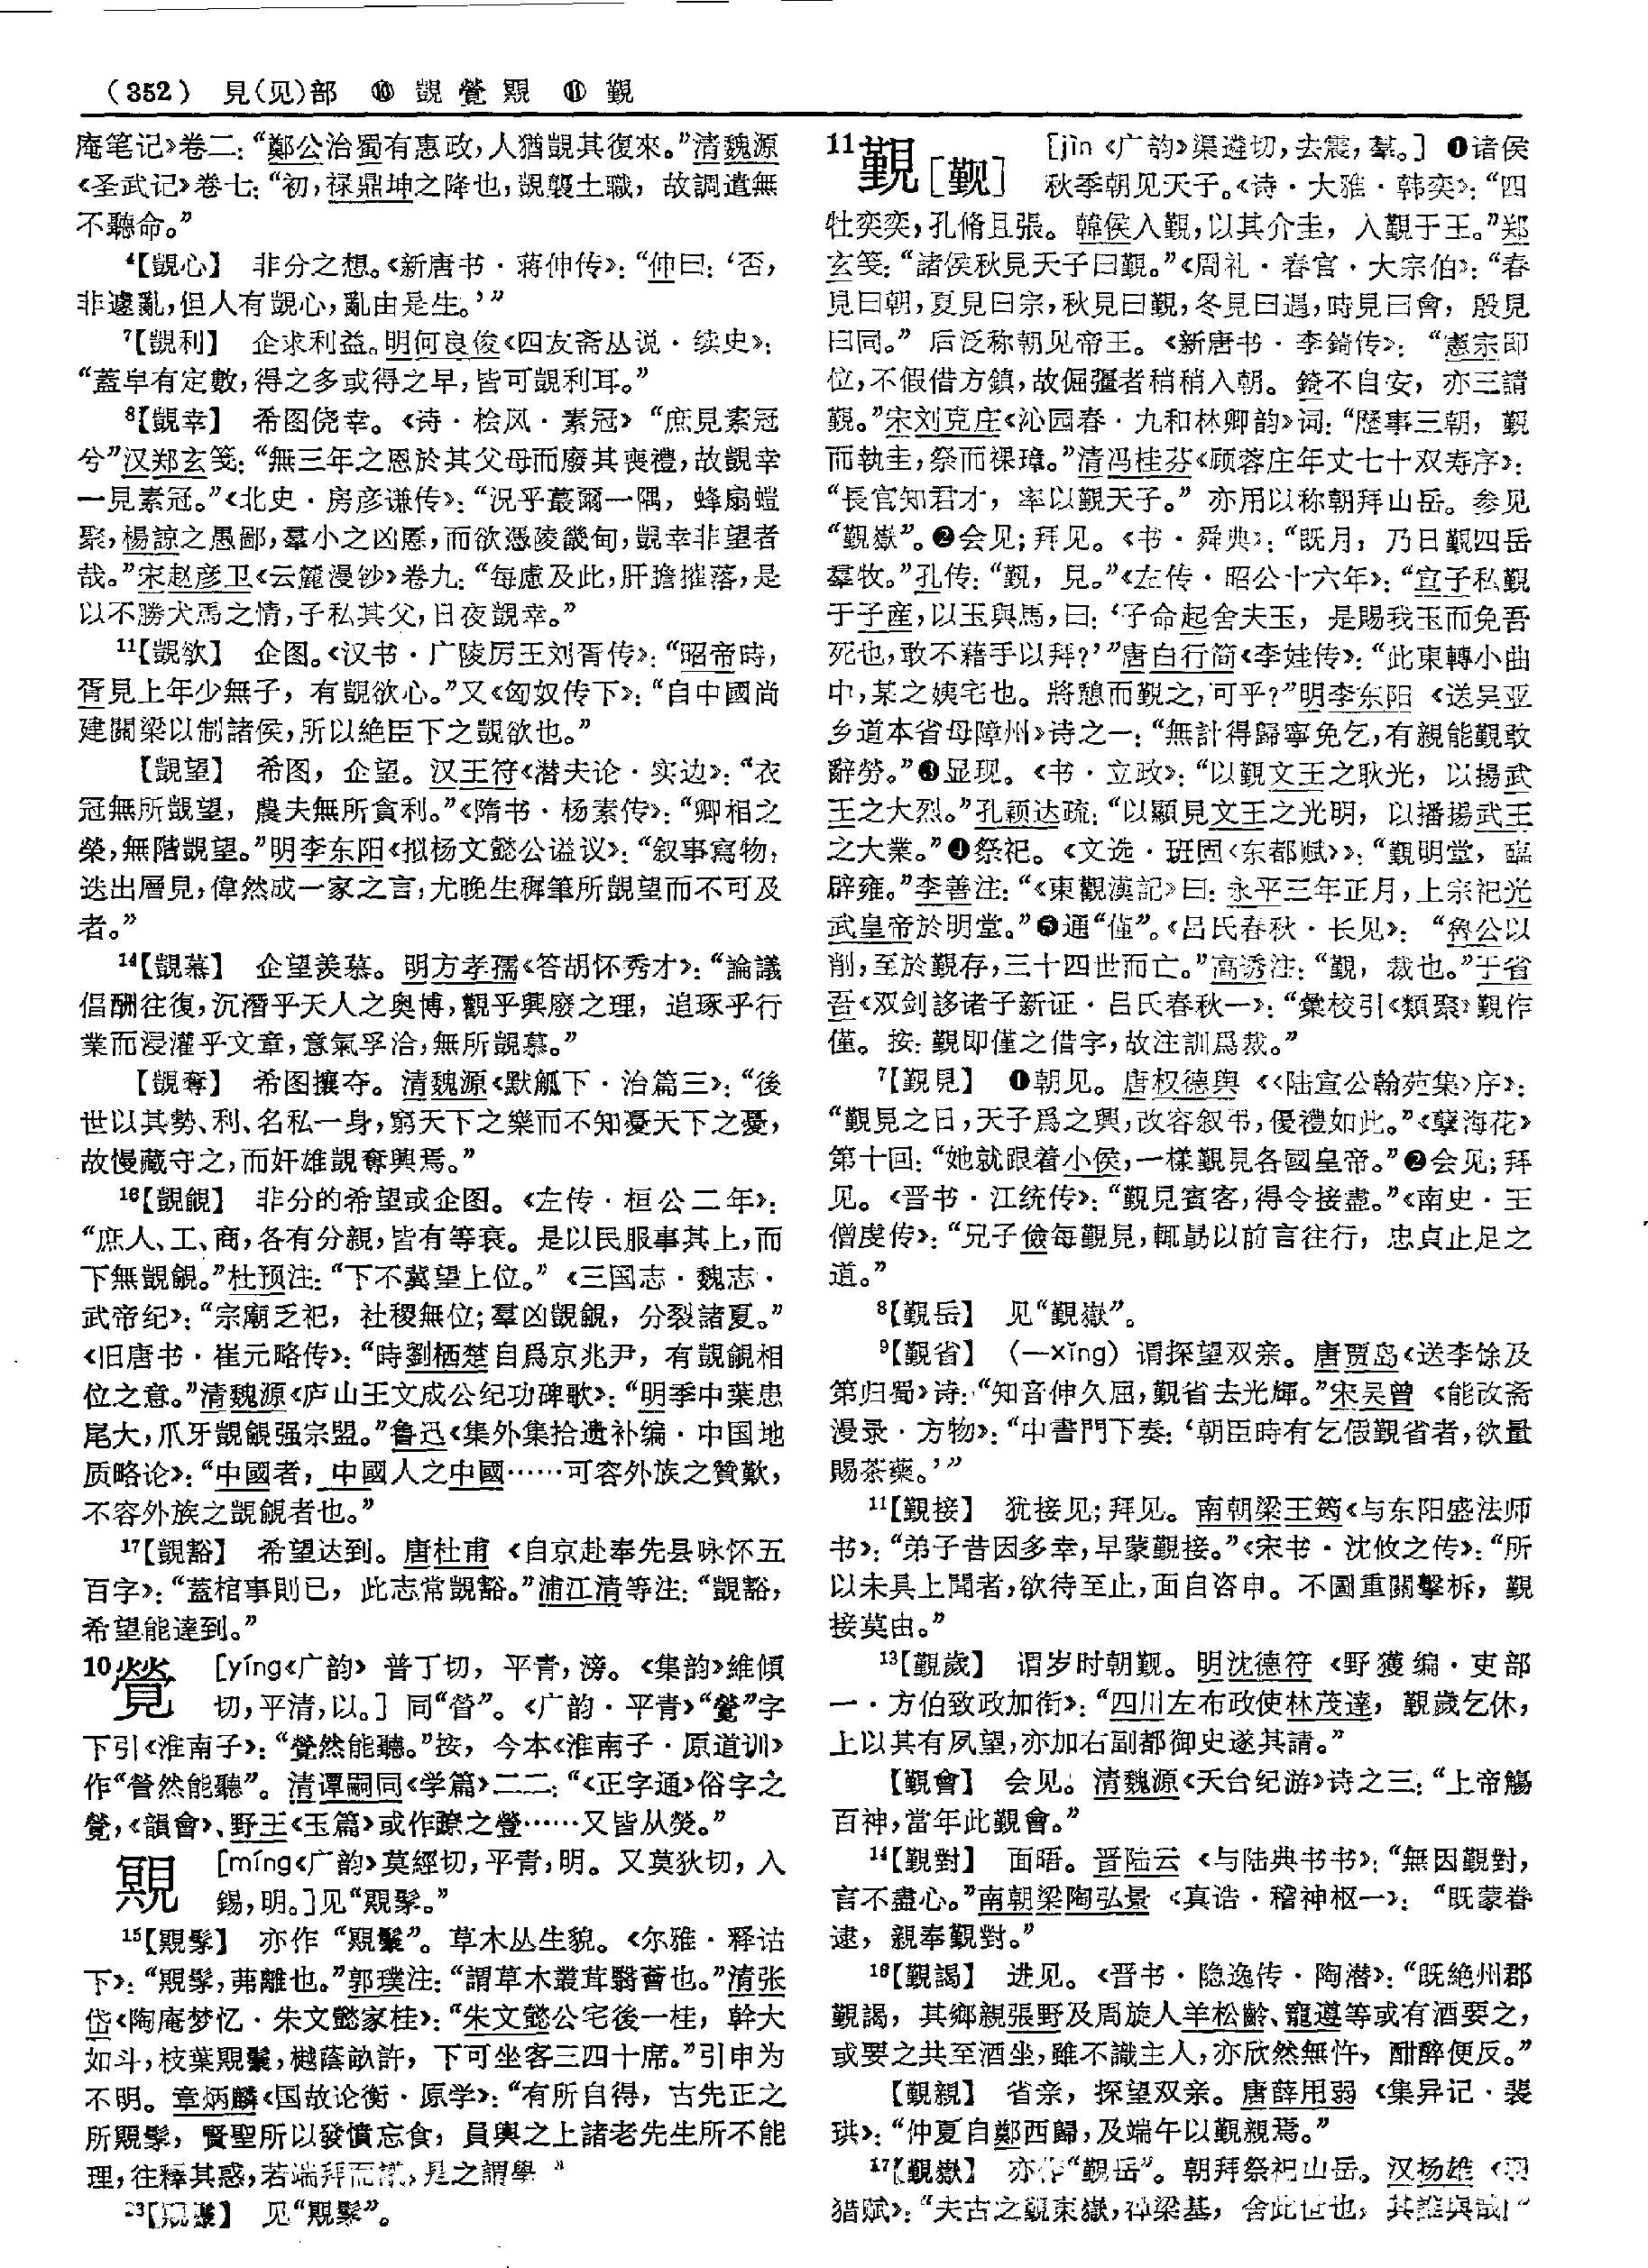 （352） 見(见)部 ⑩ 覬 覮 覭 ⑪ 覲
庵笔记》卷二：“鄭公治蜀有惠政，人猶覬其復來。”清魏源
《圣武记》卷七：“初，禄鼎坤之降也，覬襲土職，故調遣無
不聽命。”
⁴【覬心】 非分之想。《新唐书·蒋伸传》：“伸曰：‘否，
非遽亂，但人有覬心，亂由是生。’”
⁷【覬利】 企求利益。明何良俊《四友斋丛说·续史》：
“蓋阜有定數，得之多或得之早，皆可覬利耳。”
⁸【覬幸】 希图侥幸。《诗·桧风·素冠》“庶見素冠
兮”汉郑玄笺：“無三年之恩於其父母而廢其喪禮，故覬幸
一見素冠。”《北史·房彦谦传》：“况乎蕞爾一隅，蜂扇螘
聚，楊諒之愚鄙，羣小之凶慝，而欲憑陵畿甸，覬幸非望者
哉。”宋赵彦卫《云麓漫钞》卷九：“每慮及此，肝擔摧落，是
以不勝犬馬之情，子私其父，日夜覬幸。”
¹¹【覬欲】 企图。《汉书·广陵厉王刘胥传》：“昭帝時，
胥見上年少無子，有覬欲心。”又《匈奴传下》：“自中國尚
建關梁以制諸侯，所以絶臣下之覬欲也。”
【覬望】 希图，企望。汉王符《潜夫论·实边》：“衣
冠無所覬望，農夫無所貪利。”《隋书·杨素传》：“卿相之
榮，無階覬望。”明李东阳《拟杨文懿公谥议》：“叙事寫物，
迭出層見，偉然成一家之言，尤晚生穉筆所覬望而不可及
者。”
¹⁴【覬慕】 企望羡慕。明方孝孺《答胡怀秀才》：“論議
倡酬往復，沉潛乎天人之奥博，觀乎興廢之理，追琢乎行
業而浸灌乎文章，意氣孚洽，無所覬慕。”
【覬奪】 希图攘夺。清魏源《默觚下·治篇三》：“後
世以其勢、利、名私一身，窮天下之樂而不知憂天下之憂，
故慢藏守之，而奸雄覬奪興焉。”
¹⁶【覬覦】 非分的希望或企图。《左传·桓公二年》：
“庶人、工、商，各有分親，皆有等衰。是以民服事其上，而
下無覬覦。”杜预注：“下不冀望上位。”《三国志·魏志·
武帝纪》：“宗廟乏祀，社稷無位；羣凶覬覦，分裂諸夏。”
《旧唐书·崔元略传》：“時劉栖楚自爲京兆尹，有覬覦相
位之意。”清魏源《庐山王文成公纪功碑歌》：“明季中葉患
尾大，爪牙覬覦强宗盟。”鲁迅《集外集拾遗补编·中国地
质略论》：“中國者，中國人之中國……可容外族之贊歎，
不容外族之覬覦者也。”
¹⁷【覬豁】 希望达到。唐杜甫《自京赴奉先县咏怀五
百字》：“蓋棺事則已，此志常覬豁。”浦江清等注：“覬豁，
希望能達到。”
10覮 [yíng《广韵》普丁切，平青，滂。《集韵》維傾
切，平清，以。] 同“眢”。《广韵·平青》“覮”字
下引《淮南子》：“覮然能聽。”按，今本《淮南子·原道训》
作“瞢然能聽”。清谭嗣同《学篇》二二：“《正字通》俗字之
覮，《韻會》、野王《玉篇》或作瞭之瑩……又皆从熒。”
覭 [míng《广韵》莫經切，平青，明。又莫狄切，入
錫，明。]见“覭髳。”
¹⁵【覭髳】 亦作“覭鬘”。草木丛生貌。《尔雅·释诂
下》：“覭髳，茀離也。”郭璞注：“謂草木叢茸翳薈也。”清张
岱《陶庵梦忆·朱文懿家桂》：“朱文懿公宅後一桂，幹大
如斗，枝葉覭鬘，樾蔭畝許，下可坐客三四十席。”引申为
不明。章炳麟《国故论衡·原学》：“有所自得，古先正之
所覭髳，賢聖所以發憤忘食，員輿之上諸老先生所不能
理，往釋其惑，若端拜而議，是之謂學。”
²³【覭鬘】 见“覭髳”。
11覲[觐] [jìn《广韵》渠遴切，去震，羣。] ❶诸侯
秋季朝见天子。《诗·大雅·韩奕》：“四
牡奕奕，孔脩且張。韓侯入覲，以其介圭，入覲于王。”郑
玄笺：“諸侯秋見天子曰覲。”《周礼·春官·大宗伯》：“春
見曰朝，夏見曰宗，秋見曰覲，冬見曰遇，時見曰會，殷見
曰同。”后泛称朝见帝王。《新唐书·李錡传》：“憲宗即
位，不假借方鎮，故倔彊者稍稍入朝。錡不自安，亦三請
覲。”宋刘克庄《沁园春·九和林卿韵》词：“歷事三朝，覲
而執圭，祭而祼璋。”清冯桂芬《顾蓉庄年丈七十双寿序》：
“長官知君才，率以覲天子。”亦用以称朝拜山岳。参见
“覲嶽”。❷会见；拜见。《书·舜典》：“既月，乃日覲四岳
羣牧。”孔传：“覲，見。”《左传·昭公十六年》：“宣子私覲
于子産，以玉與馬，曰：‘子命起舍夫玉，是賜我玉而免吾
死也，敢不藉手以拜？’”唐白行简《李娃传》：“此東轉小曲
中，某之姨宅也。將憩而覲之，可乎？”明李东阳《送吴亚
乡道本省母障州》诗之一：“無計得歸寧免乞，有親能覲敢
辭勞。”❸显现。《书·立政》：“以覲文王之耿光，以揚武
王之大烈。”孔颖达疏：“以顯見文王之光明，以播揚武王
之大業。”❹祭祀。《文选·班固〈东都赋〉》：“覲明堂，臨
辟雍。”李善注：“《東觀漢記》曰：永平三年正月，上宗祀光
武皇帝於明堂。”❺通“僅”。《吕氏春秋·长见》：“魯公以
削，至於覲存，三十四世而亡。”高诱注：“覲，裁也。”于省
吾《双剑誃诸子新证·吕氏春秋一》：“彙校引《類聚》覲作
僅。按：覲即僅之借字，故注訓爲裁。”
⁷【覲見】 ❶朝见。唐权德舆《〈陆宣公翰苑集〉序》：
“覲見之日，天子爲之興，改容叙弔，優禮如此。”《孽海花》
第十回：“她就跟着小侯，一樣覲見各國皇帝。”❷会见；拜
见。《晋书·江统传》：“覲見賓客，得令接盡。”《南史·王
僧虔传》：“兄子儉每覲見，輒勗以前言往行，忠貞止足之
道。”
⁸【覲岳】 见“覲嶽”。
⁹【覲省】 （—xǐng）谓探望双亲。唐贾岛《送李馀及
第归蜀》诗：“知音伸久屈，覲省去光輝。”宋吴曾《能改斋
漫录·方物》：“中書門下奏：‘朝臣時有乞假覲省者，欲量
賜茶藥。’”
¹¹【覲接】 犹接见；拜见。南朝梁王筠《与东阳盛法师
书》：“弟子昔因多幸，早蒙覲接。”《宋书·沈攸之传》：“所
以未具上聞者，欲待至止，面自咨申。不圖重關擊柝，覲
接莫由。”
¹³【覲歲】 谓岁时朝觐。明沈德符《野獲编·吏部
一·方伯致政加衔》：“四川左布政使林茂達，覲歲乞休，
上以其有夙望，亦加右副都御史遂其請。”
【覲會】 会见。清魏源《天台纪游》诗之三：“上帝觴
百神，當年此覲會。”
¹⁴【覲對】 面晤。晋陆云《与陆典书书》：“無因覲對，
言不盡心。”南朝梁陶弘景《真诰·稽神枢一》：“既蒙眷
逮，親奉覲對。”
¹⁶【覲謁】 进见。《晋书·隐逸传·陶潜》：“既絶州郡
覲謁，其鄉親張野及周旋人羊松齡、寵遵等或有酒要之，
或要之共至酒坐，雖不識主人，亦欣然無忤，酣醉便反。”
【覲親】 省亲，探望双亲。唐薛用弱《集异记·裴
珙》：“仲夏自鄭西歸，及端午以覲親焉。”
¹⁷【覲嶽】 亦作“覲岳”。朝拜祭祀山岳。汉扬雄《羽
猎赋》：“夫古之覲東嶽，禪梁基，舍此世也，其誰與哉！”